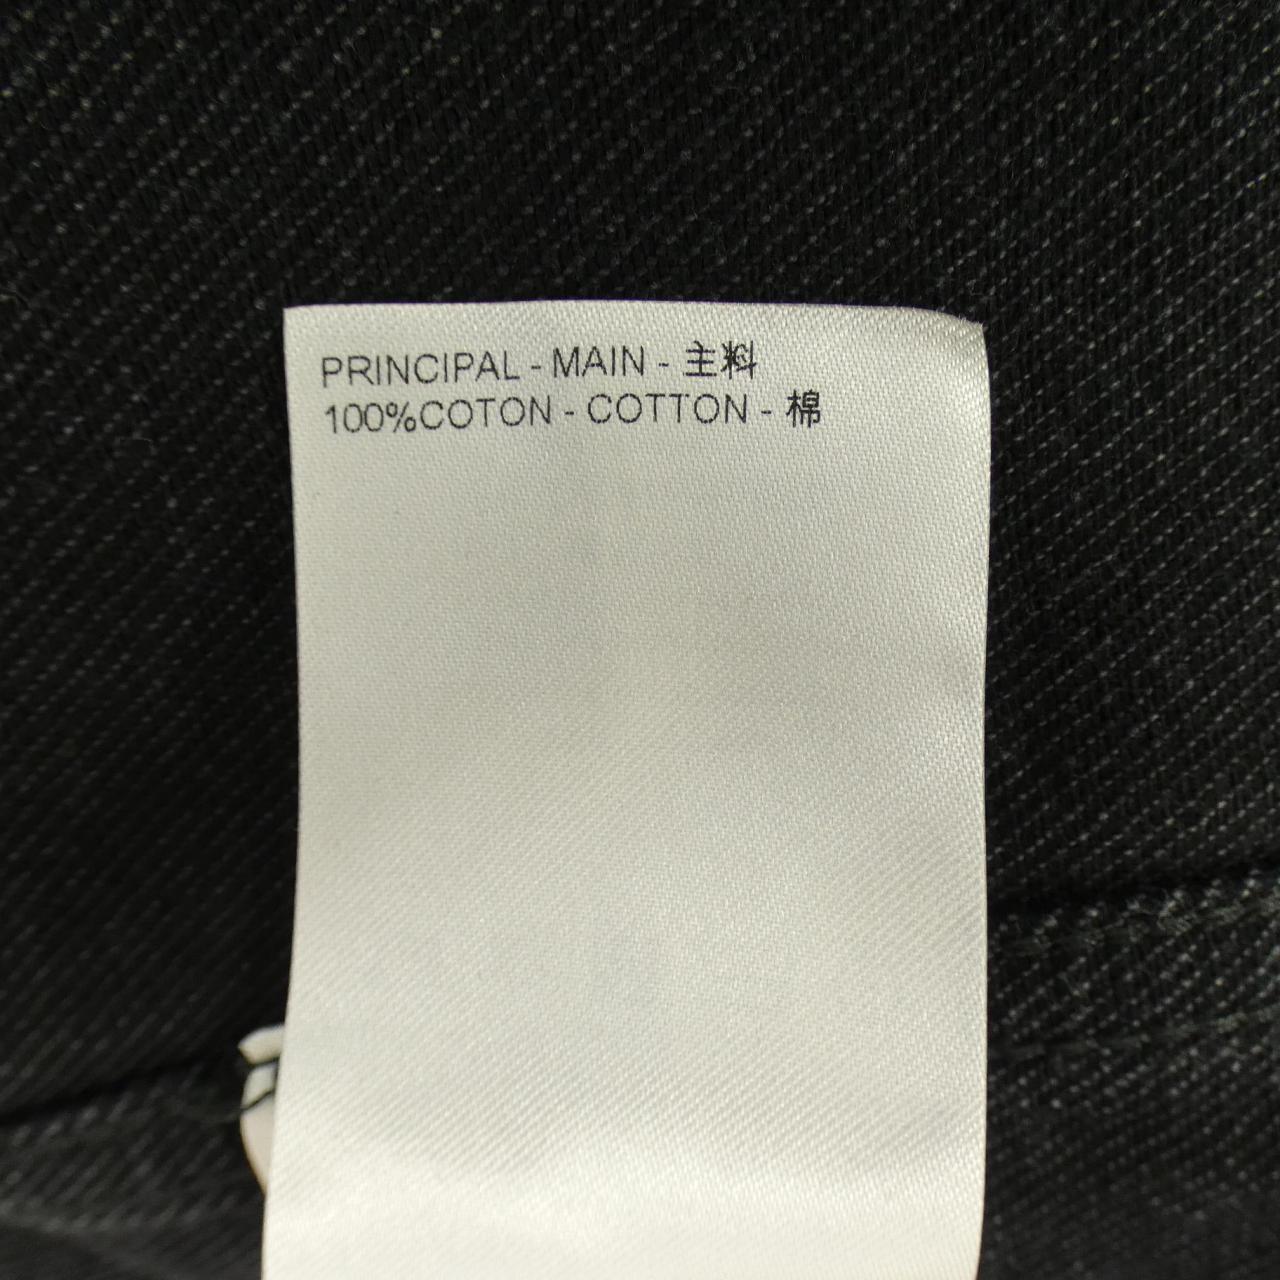 PRINCIPAL - MAIN - 主料
100%COTON - COTTON - 棉